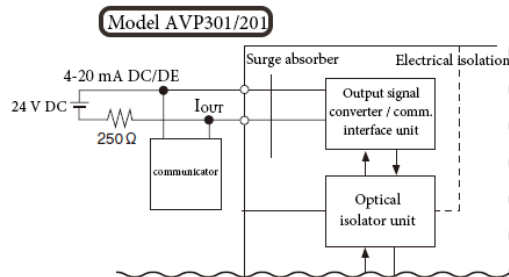 Model AVP301/201
Surge absorber
Electrical isolation
4-20 mA DC/DE
24 V DC
IOUT
250Ω
Output signal
converter / comm.
interface unit
communicator
Optical
isolator unit